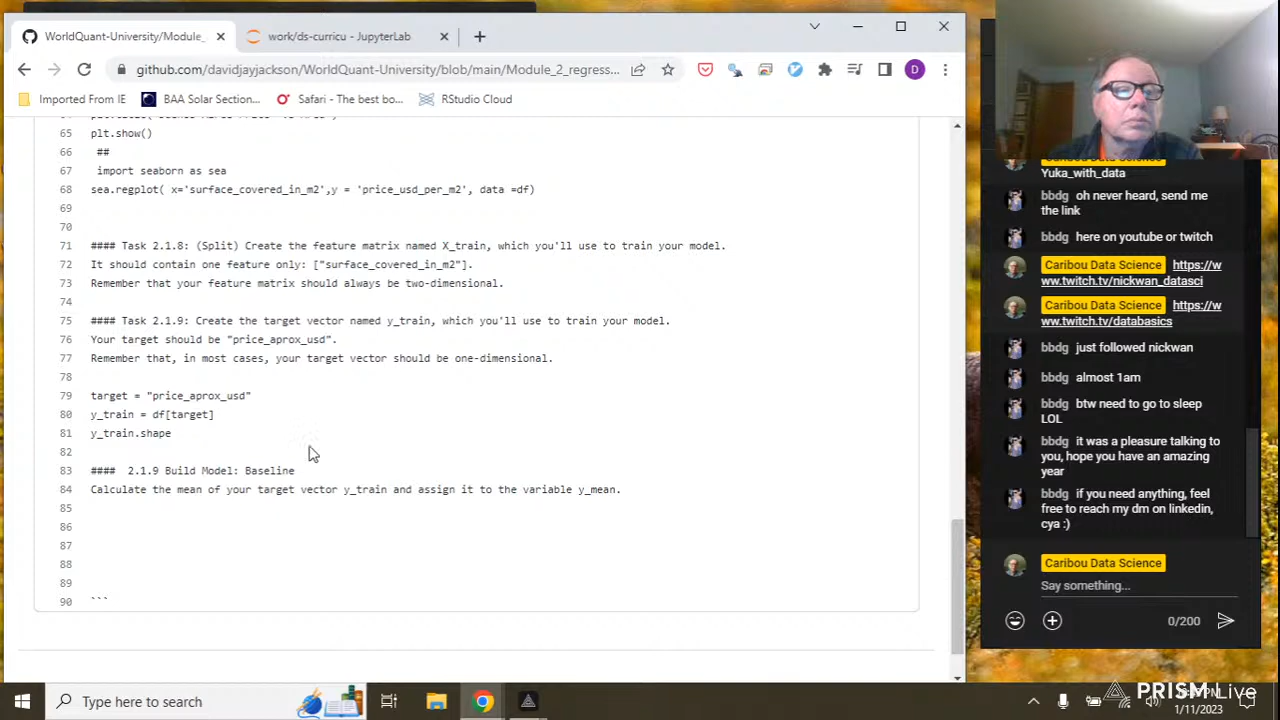 WorldQuant-University/Module_
work/ds-curricu - JupyterLab
github.com/davidjayjackson/WorldQuant-University/blob/main/Module_2_regress...
D
Imported From IE
BAA Solar Section...
Safari - The best bo...
RStudio Cloud
65 plt.show()
66 ##
67 import seaborn as sea
68 sea.regplot( x='surface_covered_in_m2',y = 'price_usd_per_m2', data =df)
69
70
71 #### Task 2.1.8: (Split) Create the feature matrix named X_train, which you'll use to train your model.
72 It should contain one feature only: ["surface_covered_in_m2"].
73 Remember that your feature matrix should always be two-dimensional.
74
75 #### Task 2.1.9: Create the target vector named y_train, which you'll use to train your model.
76 Your target should be "price_aprox_usd".
77 Remember that, in most cases, your target vector should be one-dimensional.
78
79 target = "price_aprox_usd"
80 y_train = df[target]
81 y_train.shape
82
83 #### 2.1.9 Build Model: Baseline
84 Calculate the mean of your target vector y_train and assign it to the variable y_mean.
85
86
87
88
89
90 ```
Caribou Data Science
Yuka_with_data
bbdg oh never heard, send me
the link
bbdg here on youtube or twitch
Caribou Data Science https://w
ww.twitch.tv/nickwan_datasci
Caribou Data Science https://w
ww.twitch.tv/databasics
bbdg just followed nickwan
bbdg almost 1am
bbdg btw need to go to sleep
LOL
bbdg it was a pleasure talking to
you, hope you have an amazing
year
bbdg if you need anything, feel
free to reach my dm on linkedin,
cya :)
Caribou Data Science
Say something...
0/200
Type here to search
PRISM Live
1/11/2023